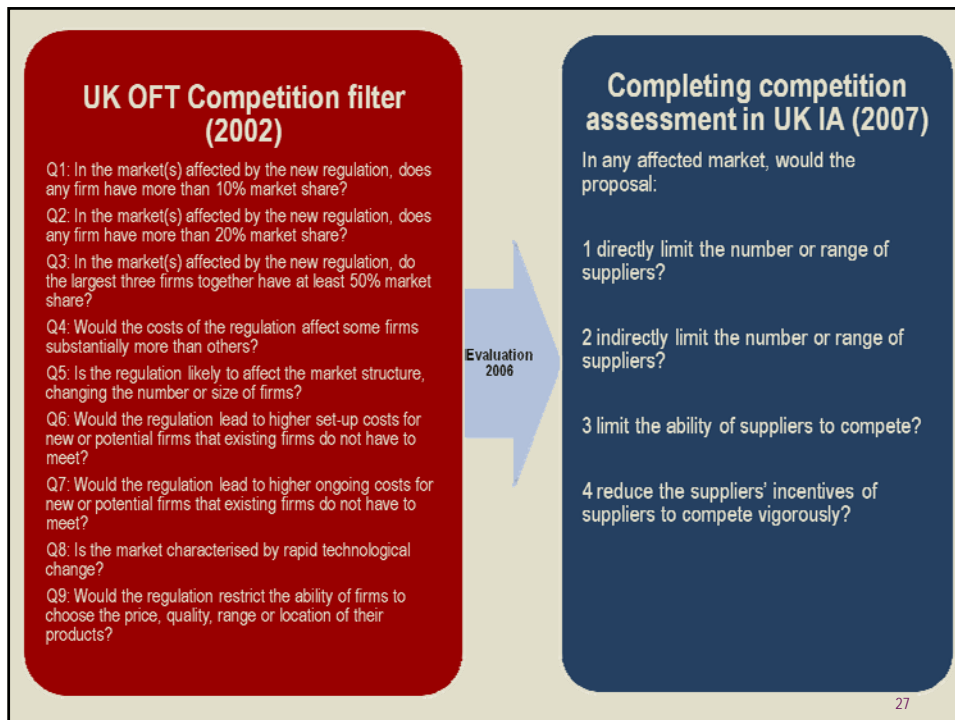 UK OFT Competition filter
(2002)
Q1: In the market(s) affected by the new regulation, does
any firm have more than 10% market share?
Q2: In the market(s) affected by the new regulation, does
any firm have more than 20% market share?
Q3: In the market(s) affected by the new regulation, do
the largest three firms together have at least 50% market
share?
Q4: Would the costs of the regulation affect some firms
substantially more than others?
Q5: Is the regulation likely to affect the market structure,
changing the number or size of firms?
Q6: Would the regulation lead to higher set-up costs for
new or potential firms that existing firms do not have to
meet?
Q7: Would the regulation lead to higher ongoing costs for
new or potential firms that existing firms do not have to
meet?
Q8: Is the market characterised by rapid technological
change?
Q9: Would the regulation restrict the ability of firms to
choose the price, quality, range or location of their
products?
Evaluation
2006
Completing competition
assessment in UK IA (2007)
In any affected market, would the
proposal:
1 directly limit the number or range of
suppliers?
2 indirectly limit the number or range of
suppliers?
3 limit the ability of suppliers to compete?
4 reduce the suppliers’ incentives of
suppliers to compete vigorously?
27